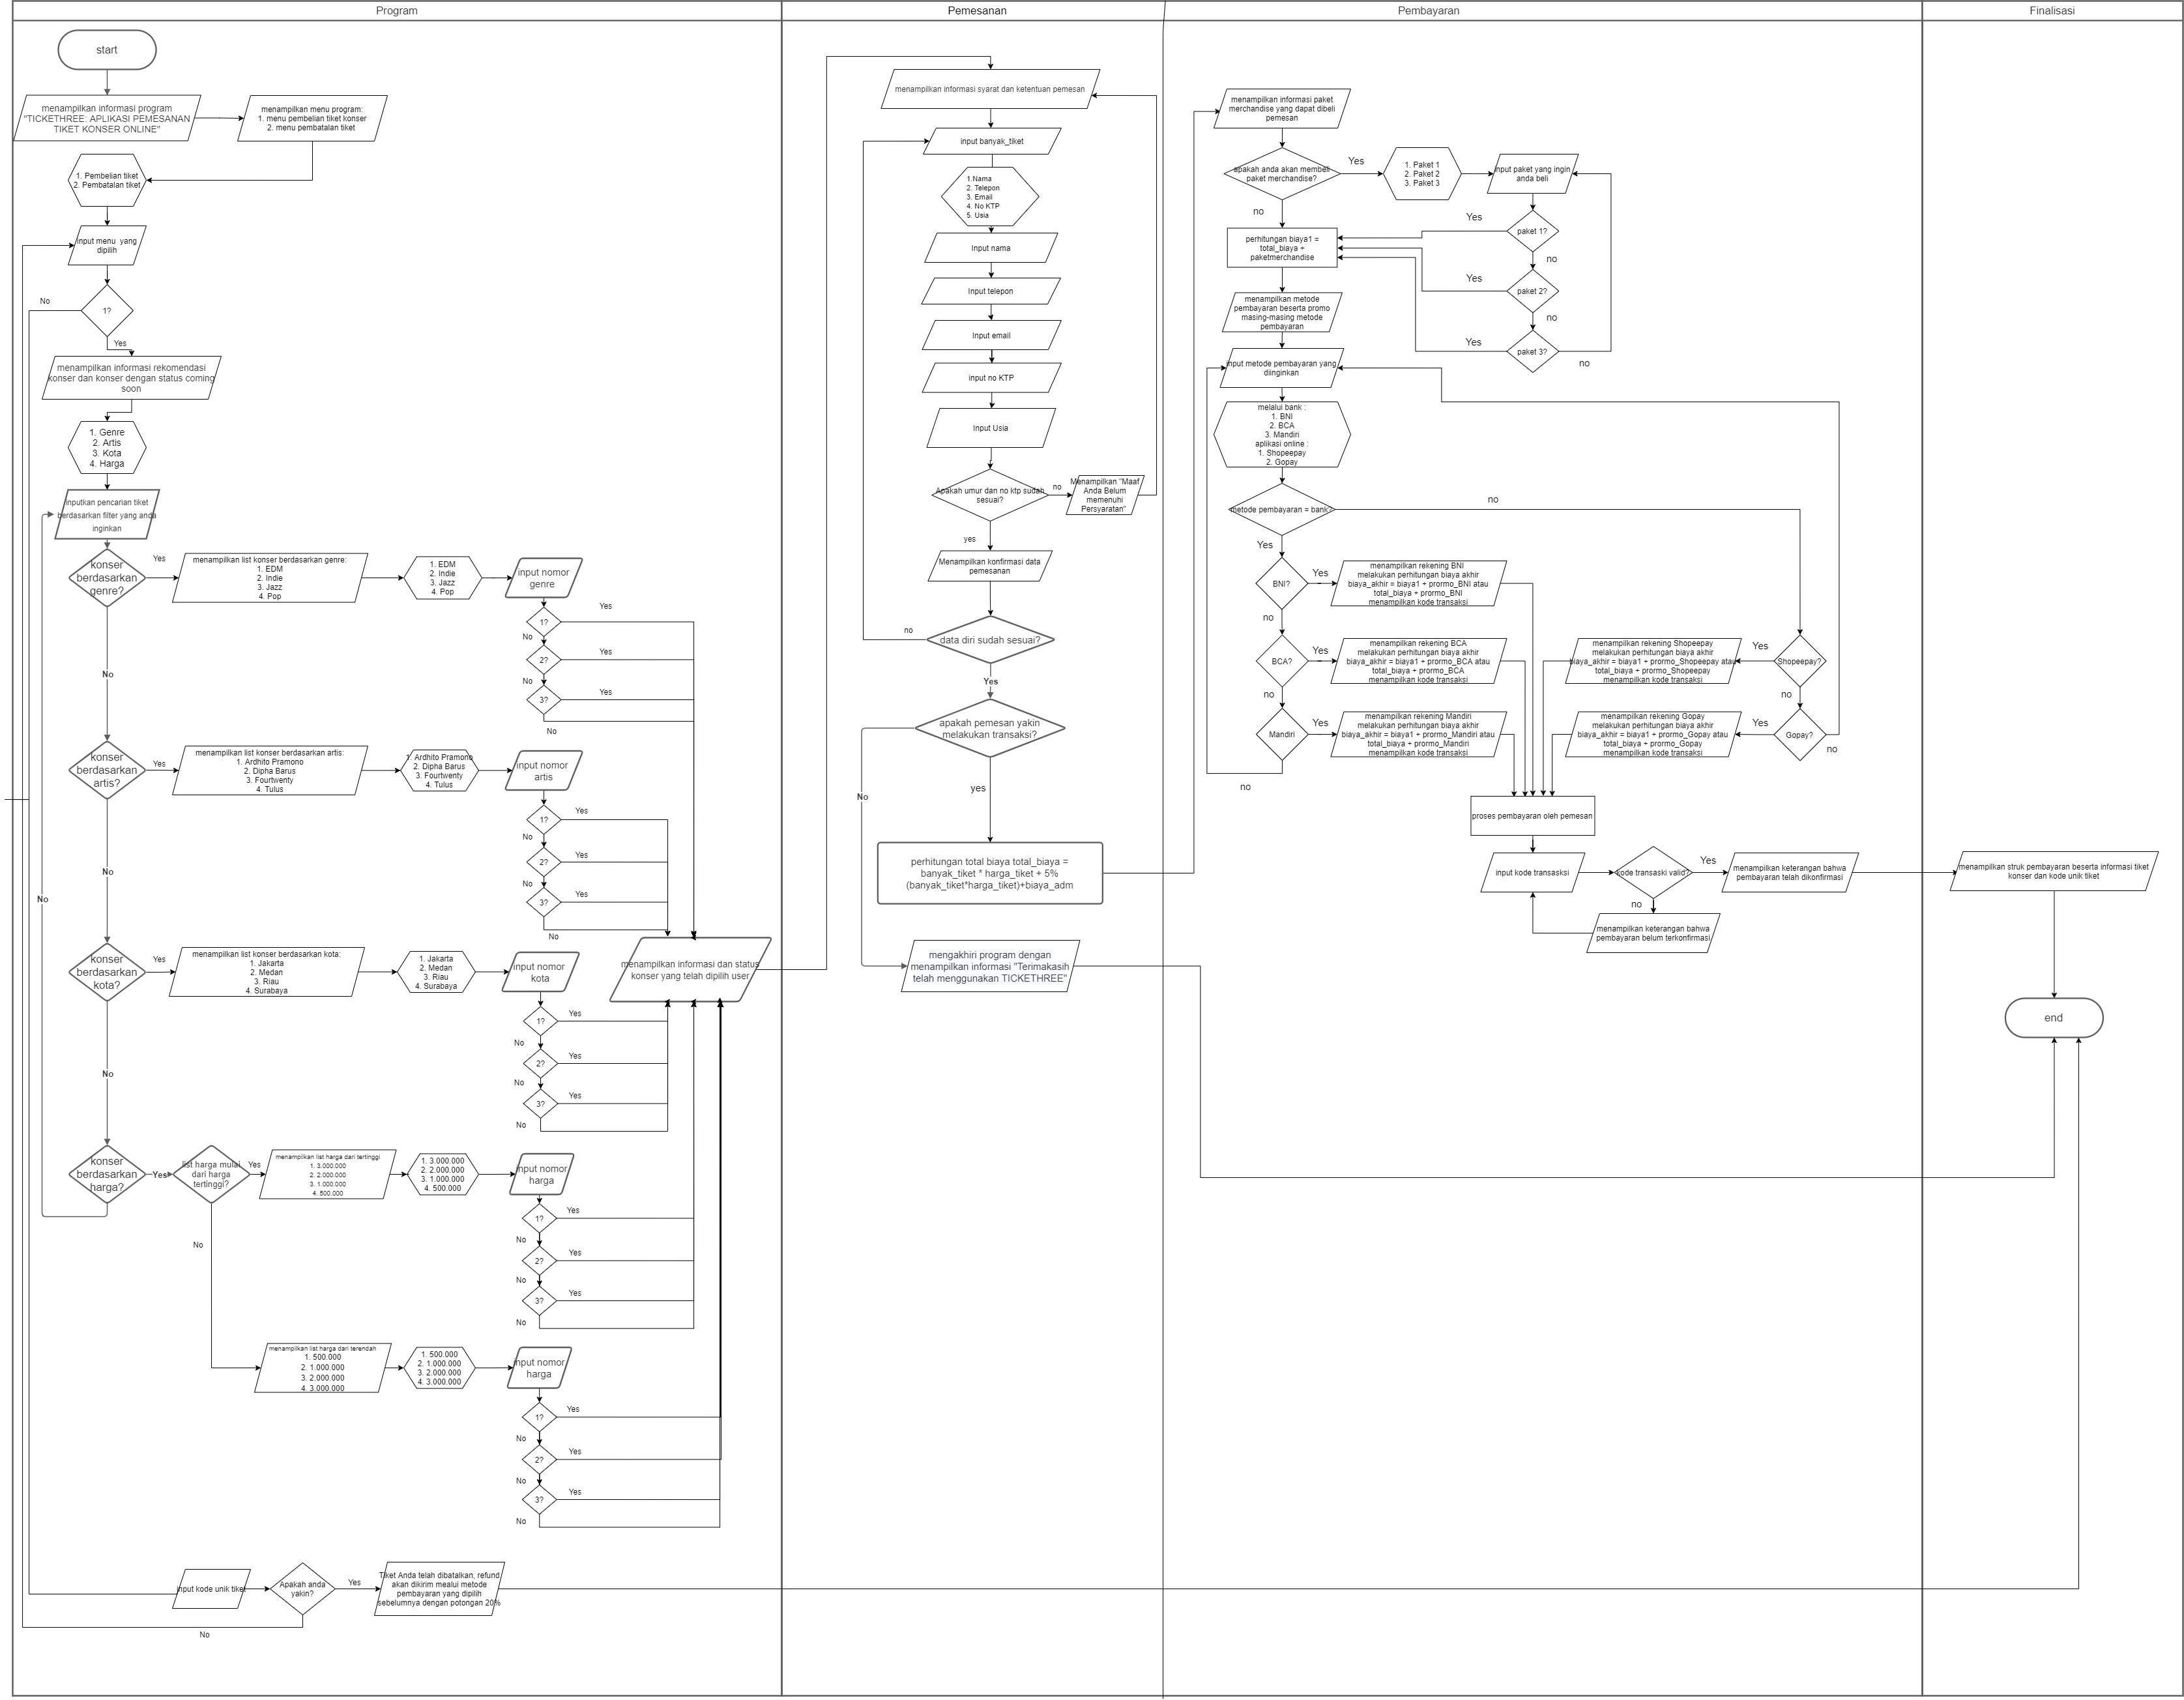 Program
Pemesanan
Pembayaran
Finalisasi
start
menampilkan informasi program
"TICKETHREE: APLIKASI PEMESANAN
TIKET KONSER ONLINE"
menampilkan menu program:
1. menu pembelian tiket konser
2. menu pembatalan tiket
1. Pembelian tiket
2. Pembatalan tiket
input menu yang
dipilih
No
1?
Yes
menampilkan informasi rekomendasi
konser dan konser dengan status coming
soon
1. Genre
2. Artis
3. Kota
4. Harga
inputkan pencarian tiket
berdasarkan filter yang anda
inginkan
konser
berdasarkan
genre?
Yes
menampilkan list konser berdasarkan genre:
1. EDM
2. Indie
3. Jazz
4. Pop
1. EDM
2. Indie
3. Jazz
4. Pop
input nomor
genre
Yes
1?
No
Yes
2?
No
Yes
3?
No
No
konser
berdasarkan
artis?
Yes
menampilkan list konser berdasarkan artis:
1. Ardhito Pramono
2. Dipha Barus
3. Fourtwenty
4. Tulus
1. Ardhito Pramono
2. Dipha Barus
3. Fourtwenty
4. Tulus
input nomor
artis
Yes
1?
No
Yes
2?
No
Yes
3?
No
No
No
konser
berdasarkan
kota?
Yes
menampilkan list konser berdasarkan kota:
1. Jakarta
2. Medan
3. Riau
4. Surabaya
1. Jakarta
2. Medan
3. Riau
4. Surabaya
input nomor
kota
Yes
1?
No
Yes
2?
No
Yes
3?
No
menampilkan informasi dan status
konser yang telah dipilih user
No
konser
berdasarkan
harga?
Yes
list harga mulai
dari harga
tertinggi?
Yes
menampilkan list harga dari tertinggi
1. 3.000.000
2. 2.000.000
3. 1.000.000
4. 500.000
1. 3.000.000
2. 2.000.000
3. 1.000.000
4. 500.000
input nomor
harga
Yes
1?
No
Yes
2?
No
Yes
3?
No
No
menampilkan list harga dari terendah
1. 500.000
2. 1.000.000
3. 2.000.000
4. 3.000.000
1. 500.000
2. 1.000.000
3. 2.000.000
4. 3.000.000
input nomor
harga
Yes
1?
No
Yes
2?
No
Yes
3?
No
input kode unik tiket
Apakah anda
yakin?
Yes
Tiket Anda telah dibatalkan, refund
akan dikirim mealui metode
pembayaran yang dipilih
sebelumnya dengan potongan 20%
No
menampilkan informasi syarat dan ketentuan pemesan
input banyak_tiket
1.Nama
2. Telepon
3. Email
4. No KTP
5. Usia
Input nama
Input telepon
Input email
input no KTP
Input Usia
Apakah umur dan no ktp sudah
sesuai?
no
Menampilkan "Maaf
Anda Belum
memenuhi
Persyaratan"
yes
Menampilkan konfirmasi data
pemesanan
no
data diri sudah sesuai?
Yes
apakah pemesan yakin
melakukan transaksi?
No
yes
perhitungan total biaya total_biaya =
banyak_tiket * harga_tiket + 5%
(banyak_tiket*harga_tiket)+biaya_adm
mengakhiri program dengan
menampilkan informasi "Terimakasih
telah menggunakan TICKETHREE"
menampilkan informasi paket
merchandise yang dapat dibeli
pemesan
apakah anda akan membeli
paket merchandise?
Yes
1. Paket 1
2. Paket 2
3. Paket 3
input paket yang ingin
anda beli
no
Yes
paket 1?
no
perhitungan biaya1 =
total_biaya +
paketmerchandise
Yes
paket 2?
no
menampilkan metode
pembayaran beserta promo
masing-masing metode
pembayaran
Yes
paket 3?
no
input metode pembayaran yang
diinginkan
melalui bank :
1. BNI
2. BCA
3. Mandiri
aplikasi online :
1. Shopeepay
2. Gopay
metode pembayaran = bank?
no
Yes
BNI?
Yes
menampilkan rekening BNI
melakukan perhitungan biaya akhir
biaya_akhir = biaya1 + prormo_BNI atau
total_biaya + prormo_BNI
menampilkan kode transaksi
no
BCA?
Yes
menampilkan rekening BCA
melakukan perhitungan biaya akhir
biaya_akhir = biaya1 + prormo_BCA atau
total_biaya + prormo_BCA
menampilkan kode transaksi
menampilkan rekening Shopeepay
melakukan perhitungan biaya akhir
biaya_akhir = biaya1 + prormo_Shopeepay atau
total_biaya + prormo_Shopeepay
menampilkan kode transaksi
Yes
Shopeepay?
no
no
Mandiri
Yes
menampilkan rekening Mandiri
melakukan perhitungan biaya akhir
biaya_akhir = biaya1 + prormo_Mandiri atau
total_biaya + prormo_Mandiri
menampilkan kode transaksi
menampilkan rekening Gopay
melakukan perhitungan biaya akhir
biaya_akhir = biaya1 + prormo_Gopay atau
total_biaya + prormo_Gopay
menampilkan kode transaksi
Yes
Gopay?
no
no
proses pembayaran oleh pemesan
input kode transasksi
kode transaski valid?
Yes
menampilkan keterangan bahwa
pembayaran telah dikonfirmasi
no
menampilkan keterangan bahwa
pembayaran belum terkonfirmasi
menampilkan struk pembayaran beserta informasi tiket
konser dan kode unik tiket
end